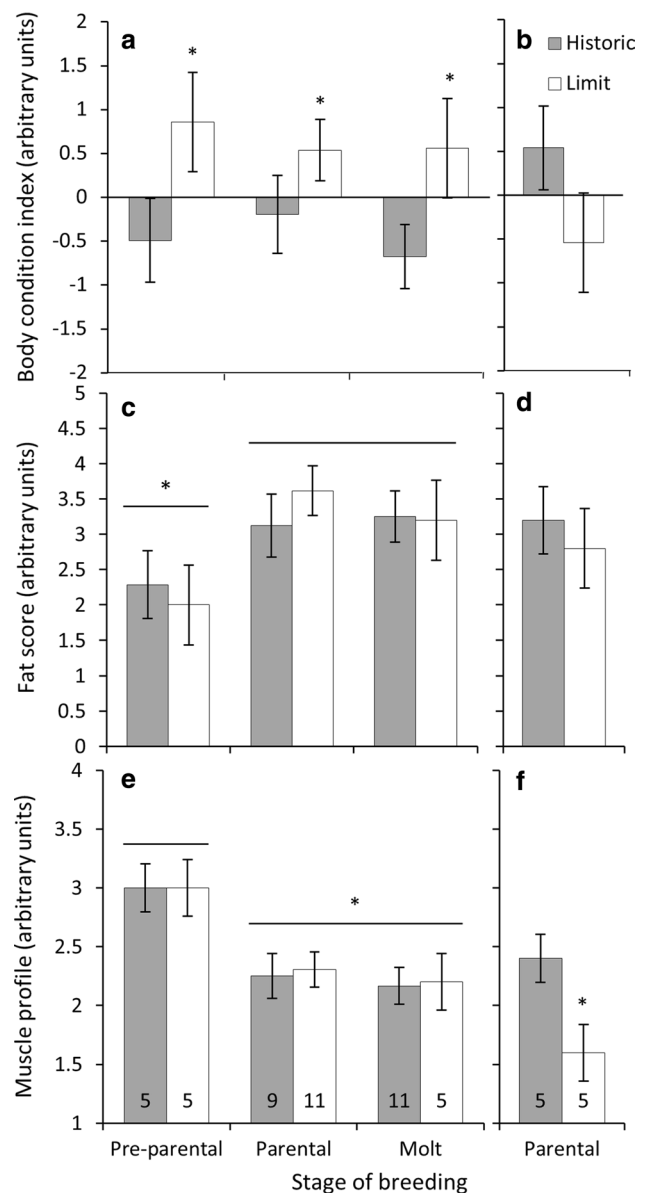 a
b
Historic
Limit
Body condition index (arbitrary units)
2
1.5
1
0.5
0
-0.5
-1
-1.5
-2
*
*
*
c
d
Fat score (arbitrary units)
5
4.5
4
3.5
3
2.5
2
1.5
1
0.5
0
*
e
f
Muscle profile (arbitrary units)
4
3.5
3
2.5
2
1.5
1
*
*
5 5 9 11 11 5 5 5
Pre-parental Parental Molt Parental
Stage of breeding